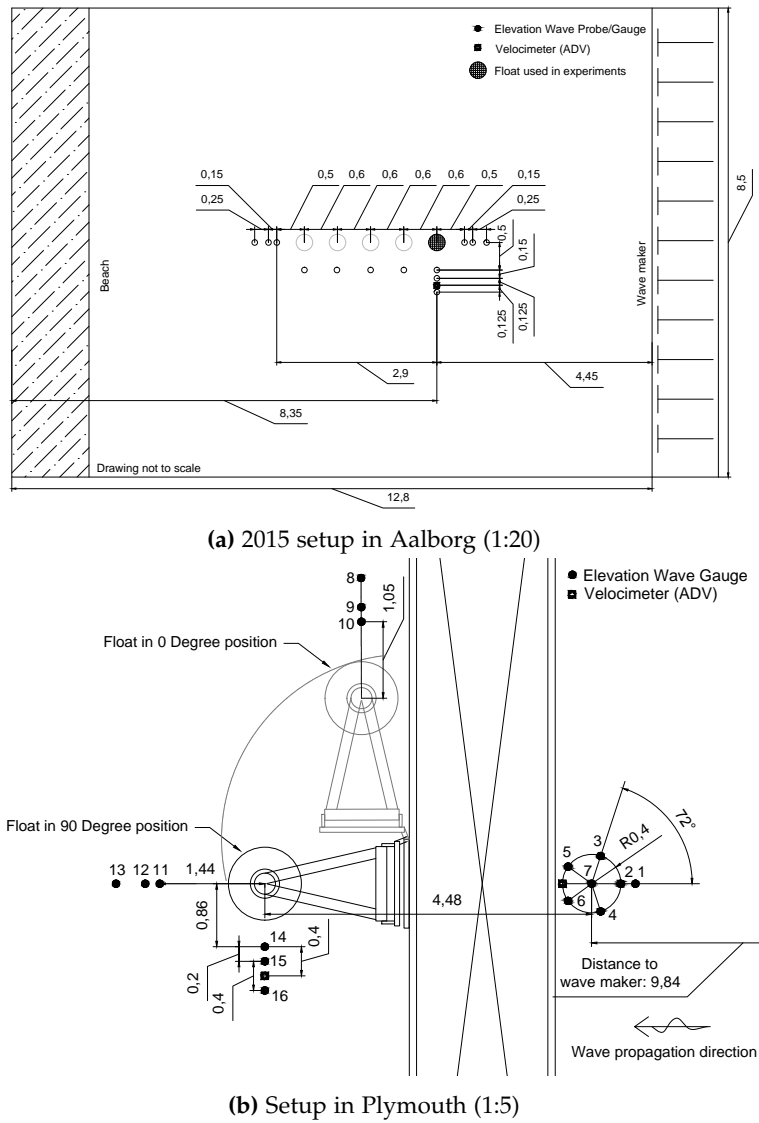 Elevation Wave Probe/Gauge
Velocimeter (ADV)
Float used in experiments
0,15
0,5
0,6
0,6
0,6
0,6
0,5
0,15
0,25
0,25
8,5
0,5
0,15
Beach
Wave maker
0,125
0,125
2,9
4,45
8,35
Drawing not to scale
12,8
(a) 2015 setup in Aalborg (1:20)
8
9
10
1,05
Elevation Wave Gauge
Velocimeter (ADV)
Float in 0 Degree position
72°
R0,4
Float in 90 Degree position
3
5
7
2
1
6
4
13
12
11
1,44
4,48
0,86
14
0,4
15
0,2
0,4
16
Distance to
wave maker: 9,84
Wave propagation direction
(b) Setup in Plymouth (1:5)